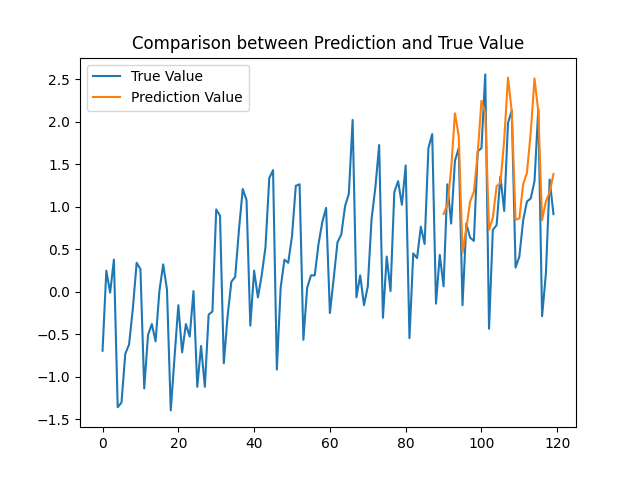 Comparison between Prediction and True Value
True Value
Prediction Value
2.5
2.0
1.5
1.0
0.5
0.0
−0.5
−1.0
−1.5
0 20 40 60 80 100 120